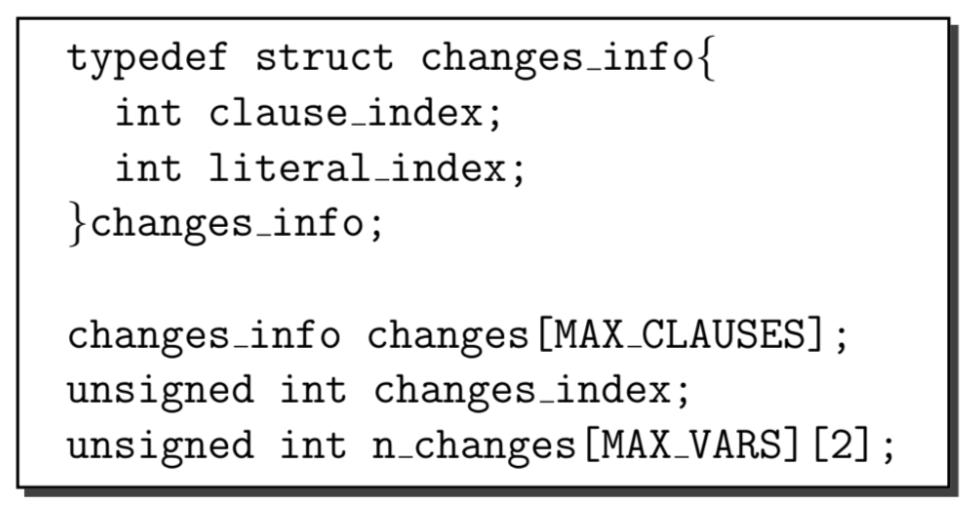 typedef struct changes_info{
int clause_index;
int literal_index;
}changes_info;
changes_info changes[MAX_CLAUSES];
unsigned int changes_index;
unsigned int n_changes[MAX_VARS][2];